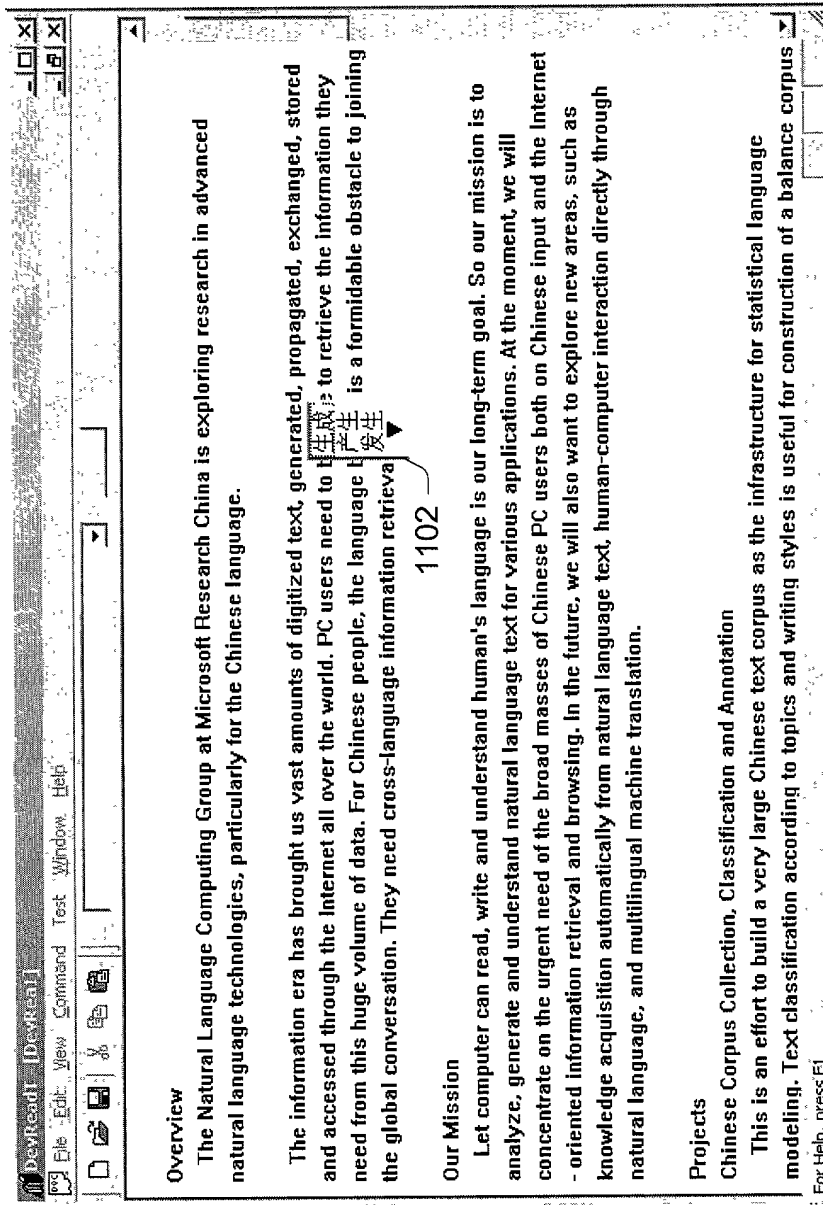 DevReadT - [DevReaT]
File Edit View Command Test Window Help
Overview
The Natural Language Computing Group at Microsoft Research China is exploring research in advanced
natural language technologies, particularly for the Chinese language.
The information era has brought us vast amounts of digitized text, generated, propagated, exchanged, stored
and accessed through the Internet all over the world. PC users need to b to retrieve the information they
need from this huge volume of data. For Chinese people, the language b is a formidable obstacle to joining
the global conversation. They need cross-language information retrieva
生成
产生
发生
1102
Our Mission
Let computer can read, write and understand human's language is our long-term goal. So our mission is to
analyze, generate and understand natural language text for various applications. At the moment, we will
concentrate on the urgent need of the broad masses of Chinese PC users both on Chinese input and the Internet
- oriented information retrieval and browsing. In the future, we will also want to explore new areas, such as
knowledge acquisition automatically from natural language text, human-computer interaction directly through
natural language, and multilingual machine translation.
Projects
Chinese Corpus Collection, Classification and Annotation
This is an effort to build a very large Chinese text corpus as the infrastructure for statistical language
modeling. Text classification according to topics and writing styles is useful for construction of a balance corpus
For Help, press F1